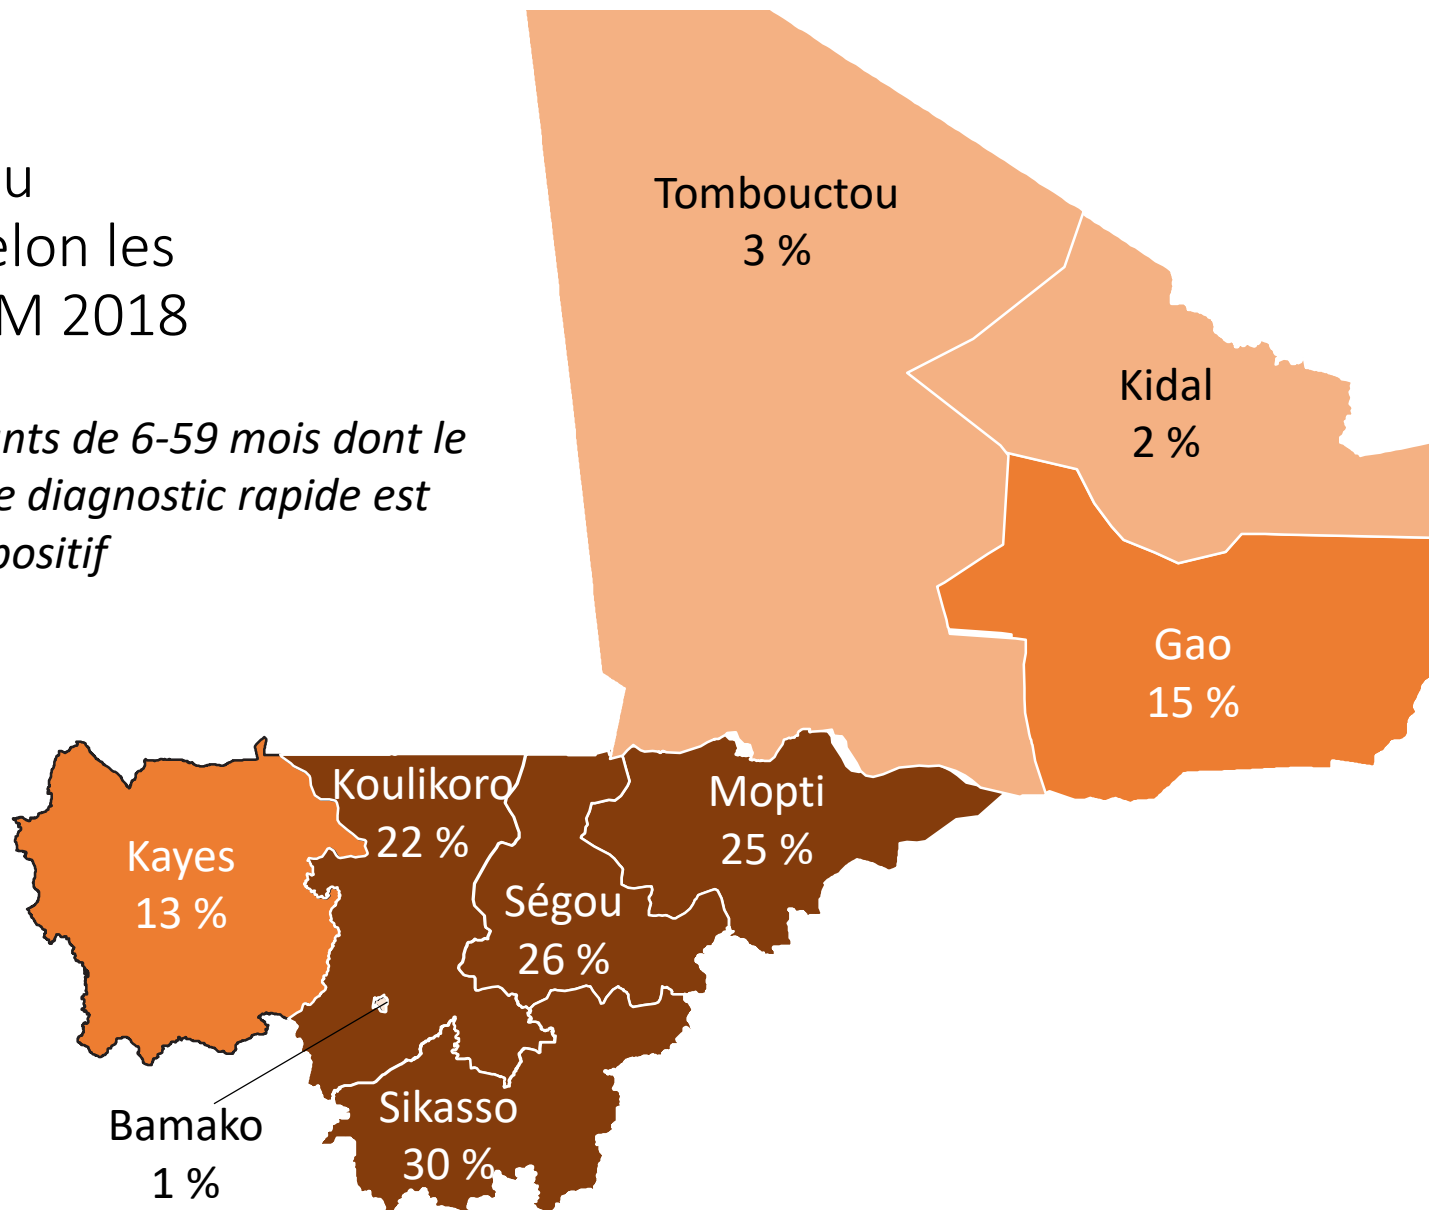 u
elon les
M 2018
nts de 6-59 mois dont le
e diagnostic rapide est
positif
Tombouctou
3 %
Kidal
2 %
Gao
15 %
Koulikoro
22 %
Mopti
25 %
Kayes
13 %
Ségou
26 %
Bamako
1 %
Sikasso
30 %